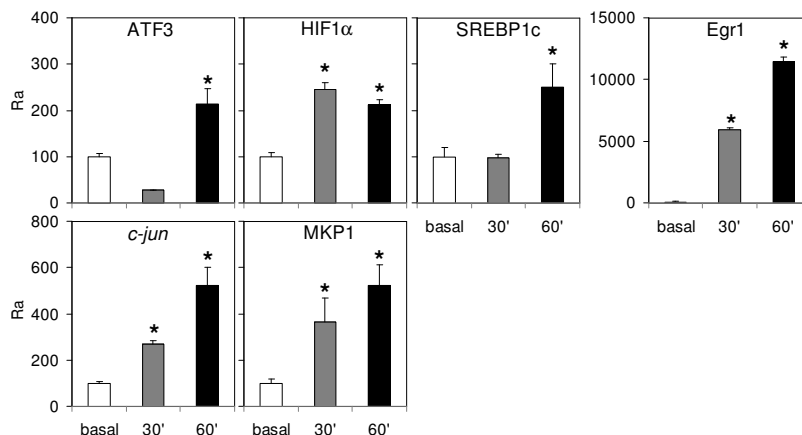 ATF3
HIF1α
SREBP1c
Egr1
400
300
200
100
0
Ra
*
*
*
*
15000
10000
5000
0
*
*
basal 30' 60'
basal 30' 60'
c-jun
MKP1
800
600
400
200
0
Ra
*
*
*
*
basal 30' 60'
basal 30' 60'